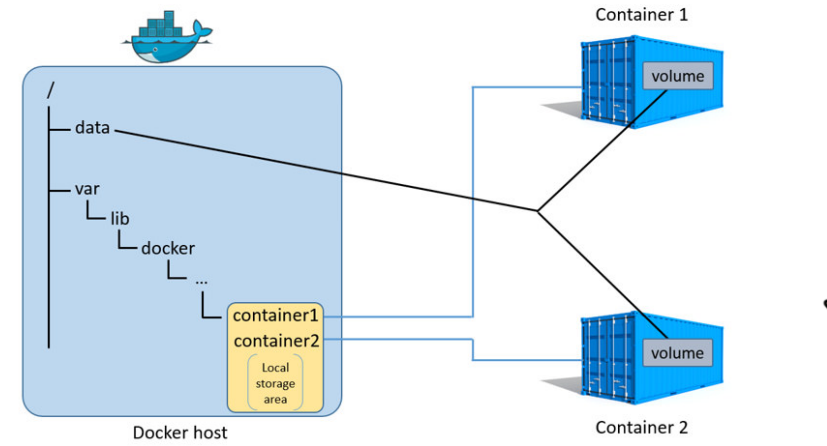 Container 1
volume
/
data
var
lib
docker
...
container1
container2
Local
storage
area
volume
Docker host
Container 2